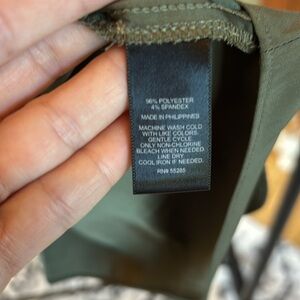 96% POLYESTER
4% SPANDEX
MADE IN PHILIPPINES
MACHINE WASH COLD
WITH LIKE COLORS.
GENTLE CYCLE.
ONLY NON-CHLORINE
BLEACH WHEN NEEDED.
LINE DRY.
COOL IRON IF NEEDED.
RN# 55285